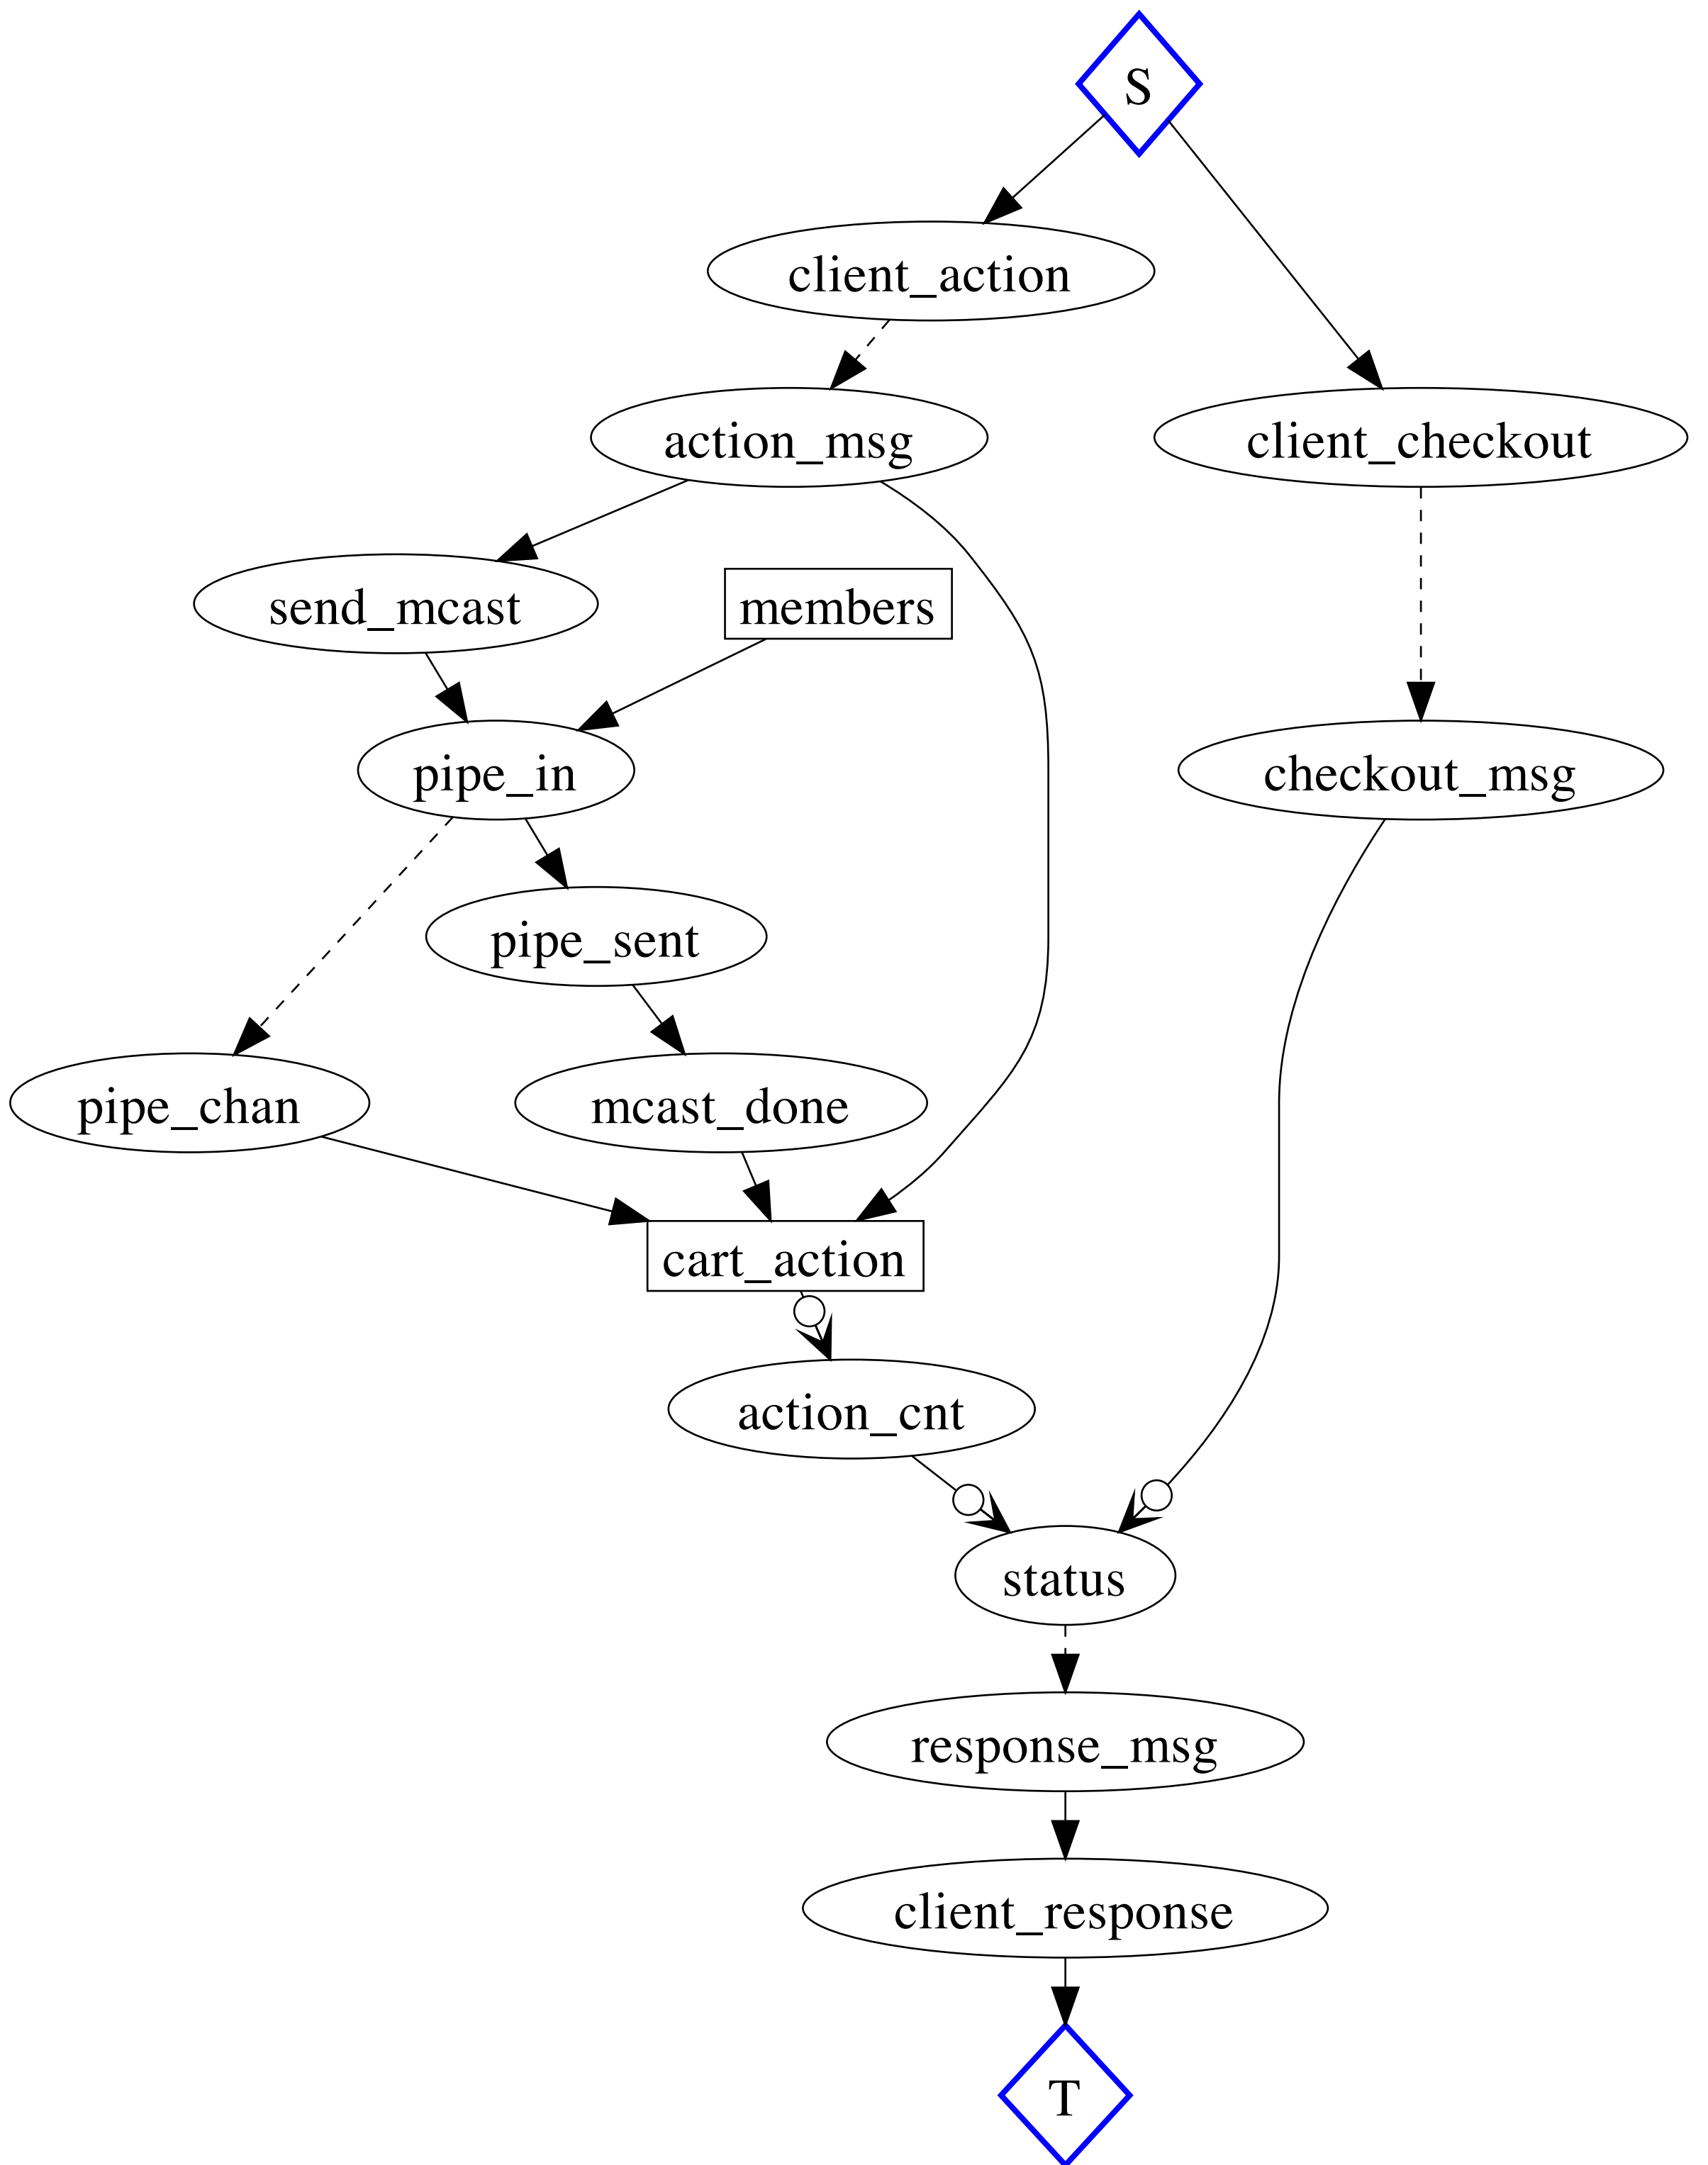 S
client_action
action_msg
client_checkout
send_mcast
members
pipe_in
checkout_msg
pipe_sent
pipe_chan
mcast_done
cart_action
action_cnt
status
response_msg
client_response
T